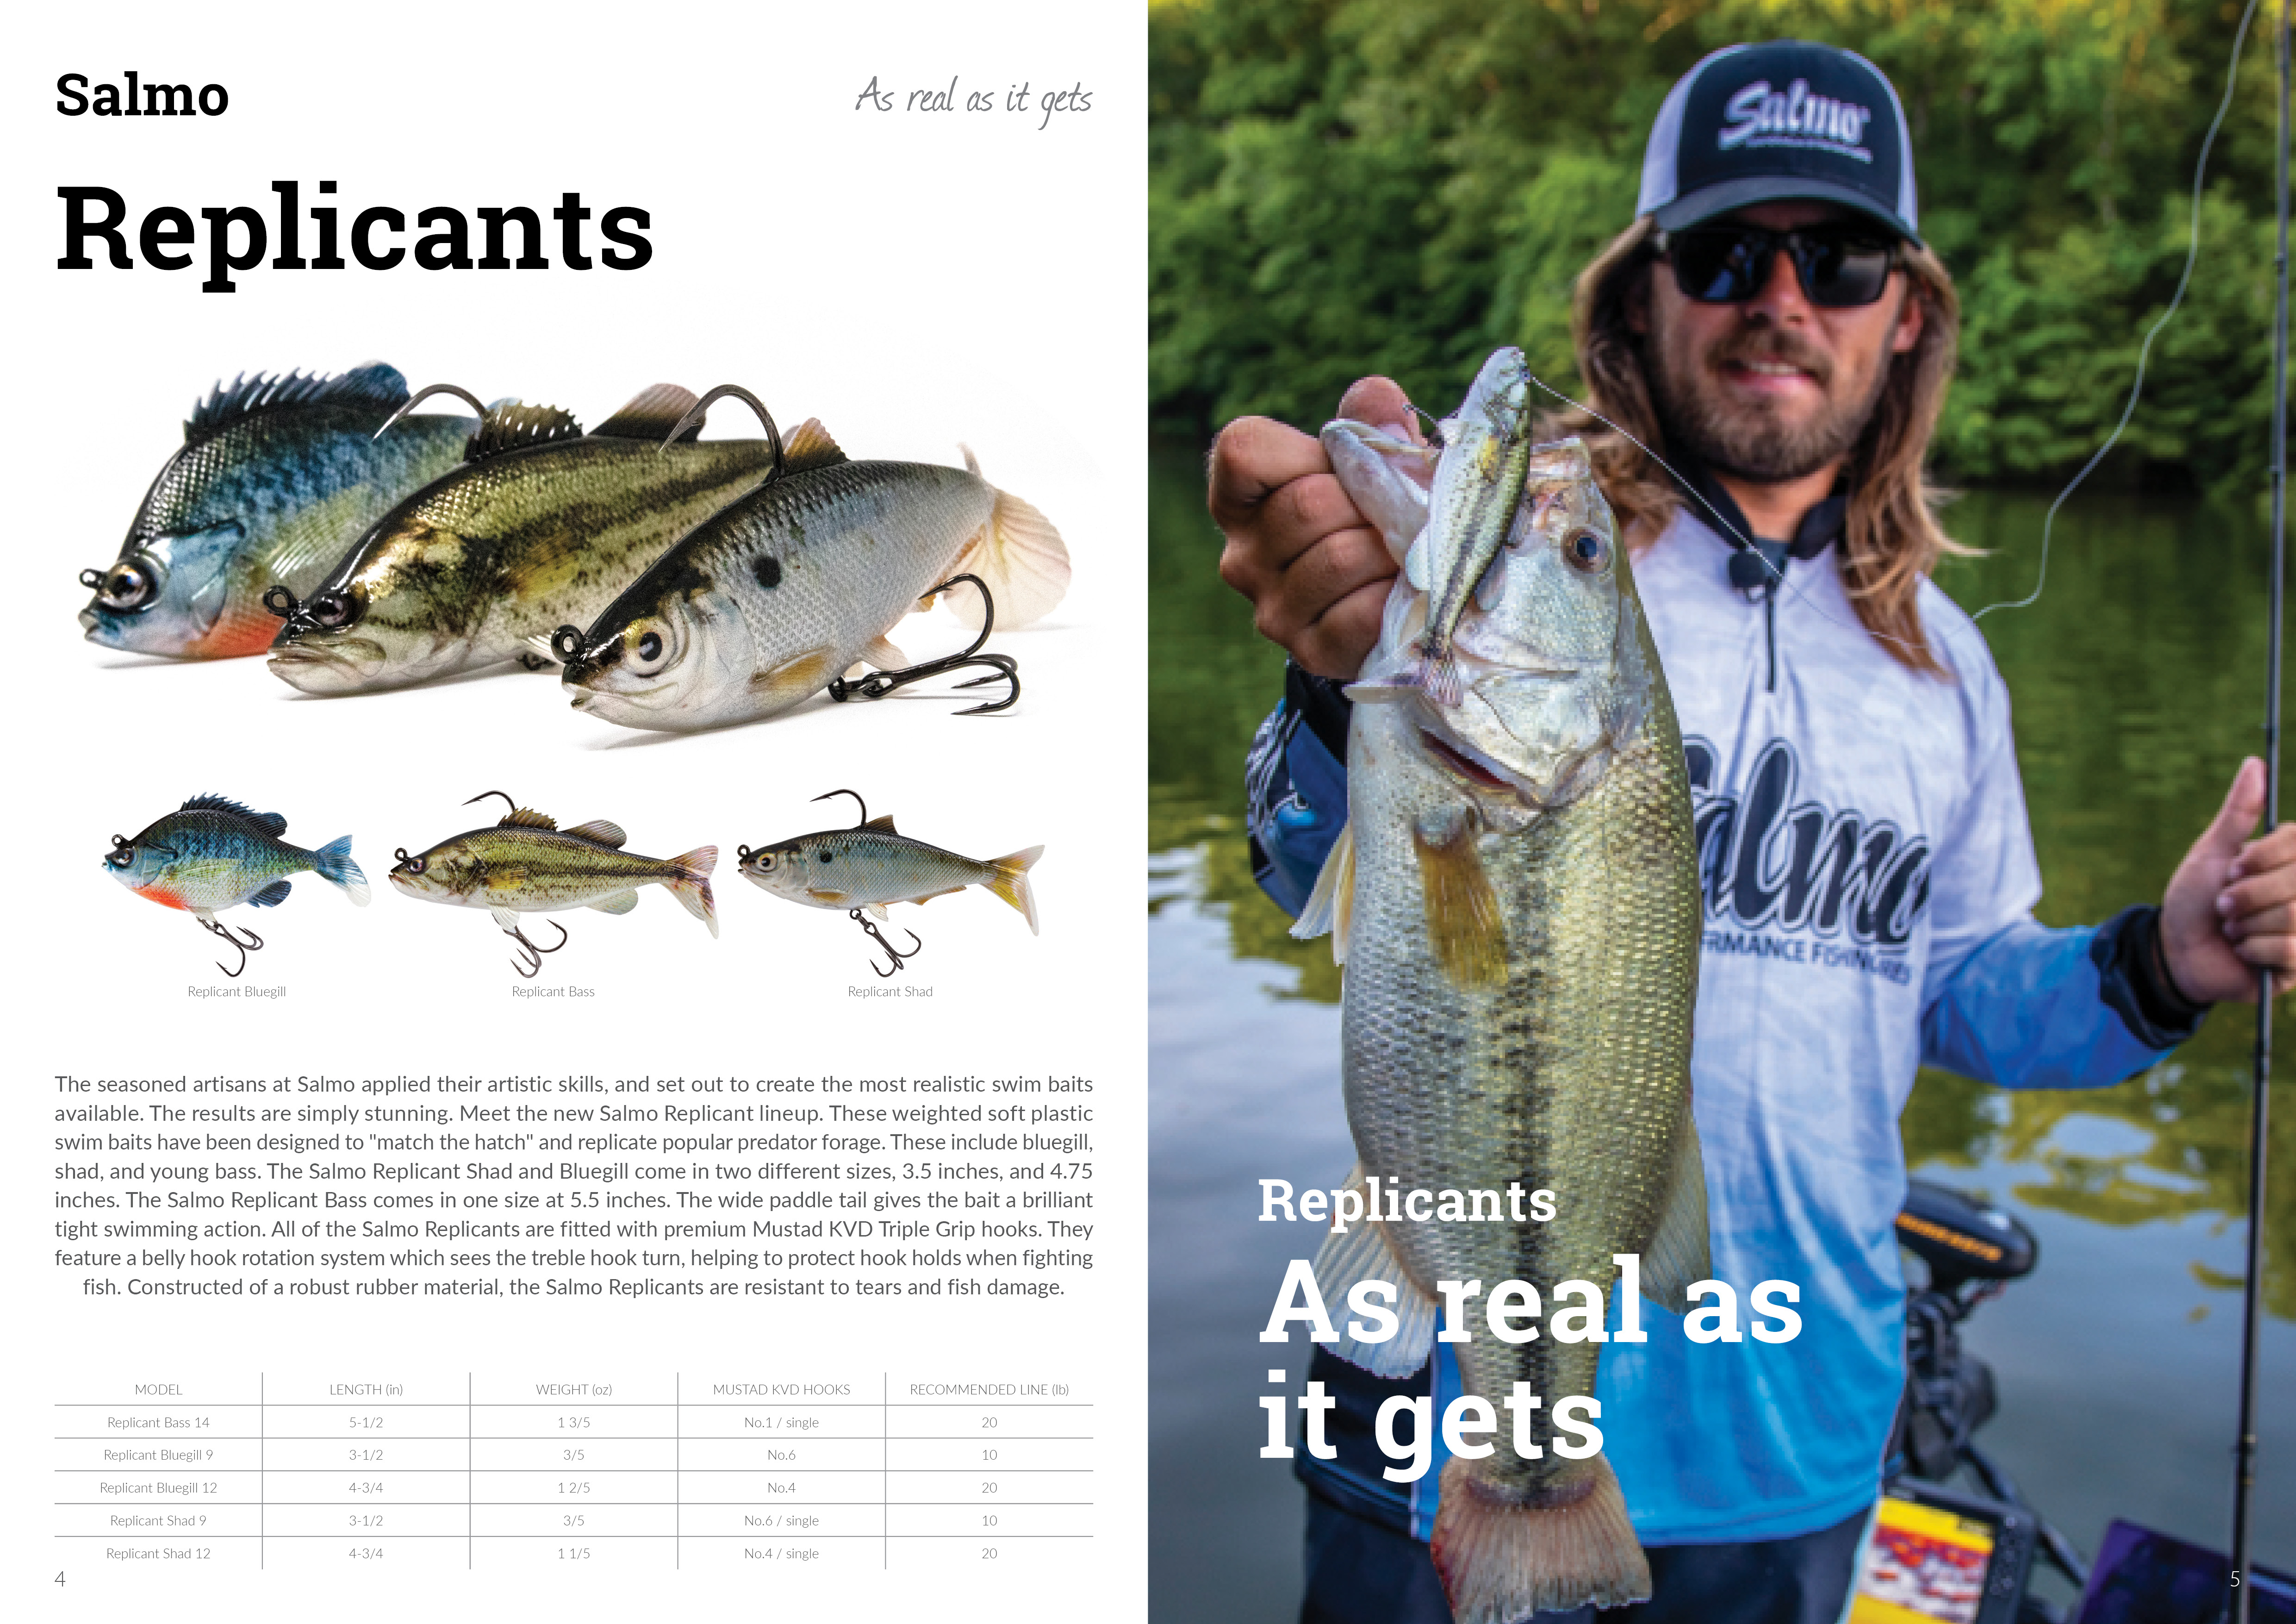 Salmo
As real as it gets
Replicants
Replicant Bluegill
Replicant Bass
Replicant Shad
The seasoned artisans at Salmo applied their artistic skills, and set out to create the most realistic swim baits
available. The results are simply stunning. Meet the new Salmo Replicant lineup. These weighted soft plastic
swim baits have been designed to "match the hatch" and replicate popular predator forage. These include bluegill,
shad, and young bass. The Salmo Replicant Shad and Bluegill come in two different sizes, 3.5 inches, and 4.75
inches. The Salmo Replicant Bass comes in one size at 5.5 inches. The wide paddle tail gives the bait a brilliant
tight swimming action. All of the Salmo Replicants are fitted with premium Mustad KVD Triple Grip hooks. They
feature a belly hook rotation system which sees the treble hook turn, helping to protect hook holds when fighting
fish. Constructed of a robust rubber material, the Salmo Replicants are resistant to tears and fish damage.
MODEL LENGTH (in) WEIGHT (oz) MUSTAD KVD HOOKS RECOMMENDED LINE (lb)
Replicant Bass 14 5-1/2 1 3/5 No.1 / single 20
Replicant Bluegill 9 3-1/2 3/5 No.6 10
Replicant Bluegill 12 4-3/4 1 2/5 No.4 20
Replicant Shad 9 3-1/2 3/5 No.6 / single 10
Replicant Shad 12 4-3/4 1 1/5 No.4 / single 20
4
Salmo
Salmo
Replicants
As real as
it gets
5